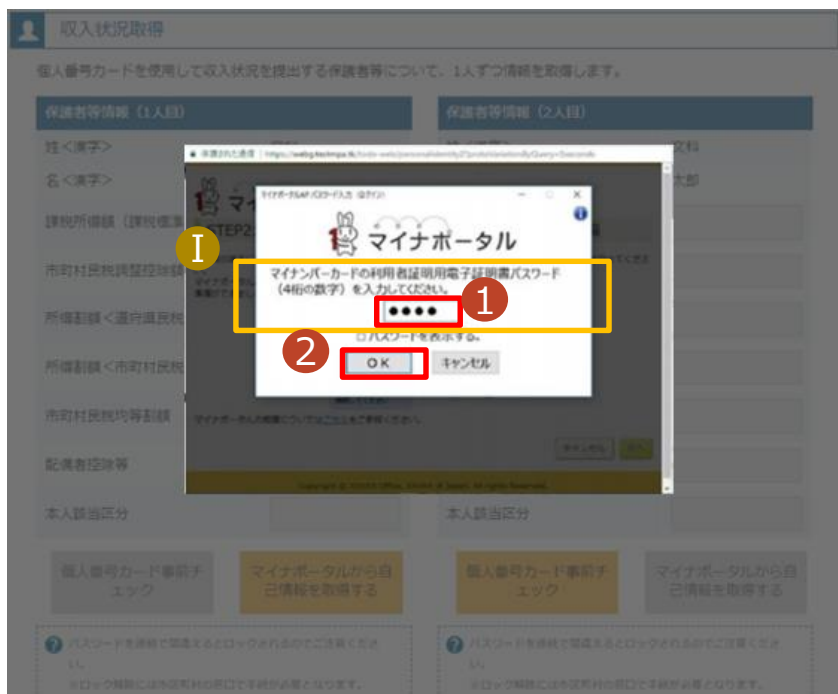 収入状況取得
個人番号カードを使用して収入状況を提出する保護者等について、1人ずつ情報を取得します。
保護者等情報(1人目)
保護者等情報(2人目)
姓<漢字>
文科
名<漢字>
太郎
課税所得額(課税標準
市町村民税調整控除額
所得割額<道府県民税
所得割額<市町村民税
市町村民税均等割額
配偶者控除等
本人該当区分
本人該当区分
STEP2
I
マイナポータル
マイナンバーカードの利用者証明用電子証明書パスワード
(4桁の数字)を入力してください。
●●●●
1
□パスワードを表示する。
2
OK
キャンセル
個人番号カード事前チ
ェック
マイナポータルから自
己情報を取得する
個人番号カード事前チ
ェック
マイナポータルから自
己情報を取得する
パスワードを連続で間違えるとロックされるのでご注意くださ
い。
※ロック解除には市区町村の窓口で手続が必要となります。
パスワードを連続で間違えるとロックされるのでご注意くださ
い。
※ロック解除には市区町村の窓口で手続が必要となります。